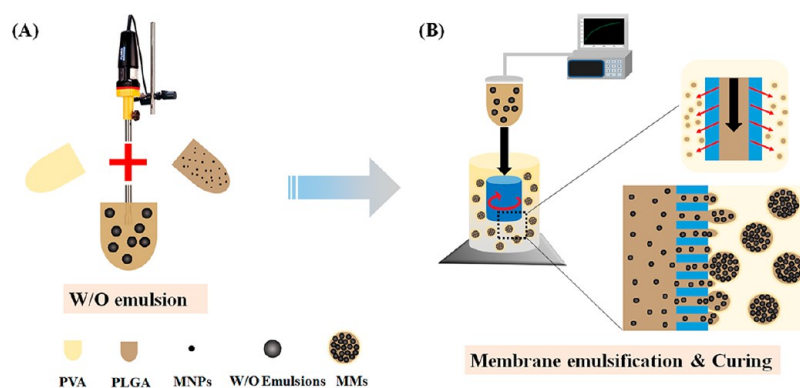 (A)
(B)
W/O emulsion
PVA
PLGA
MNPs
W/O Emulsions
MMs
Membrane emulsification & Curing